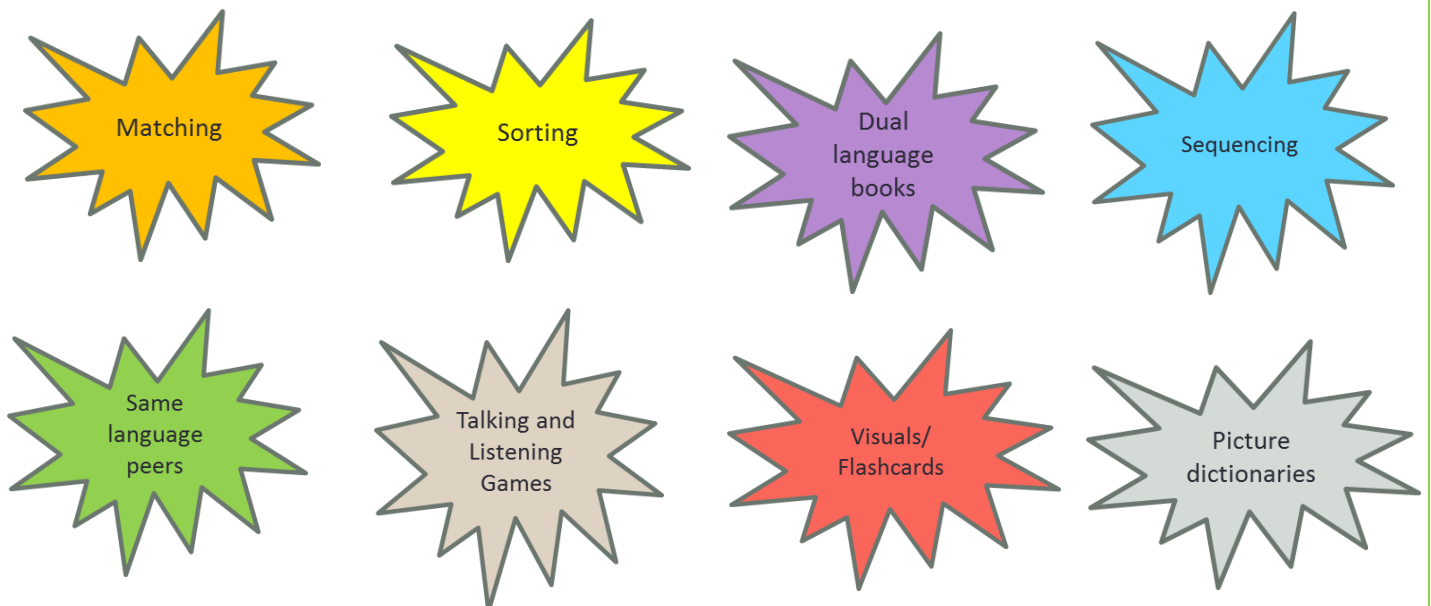 Matching
Sorting
Dual
language
books
Sequencing
Same
language
peers
Talking and
Listening
Games
Visuals/
Flashcards
Picture
dictionaries